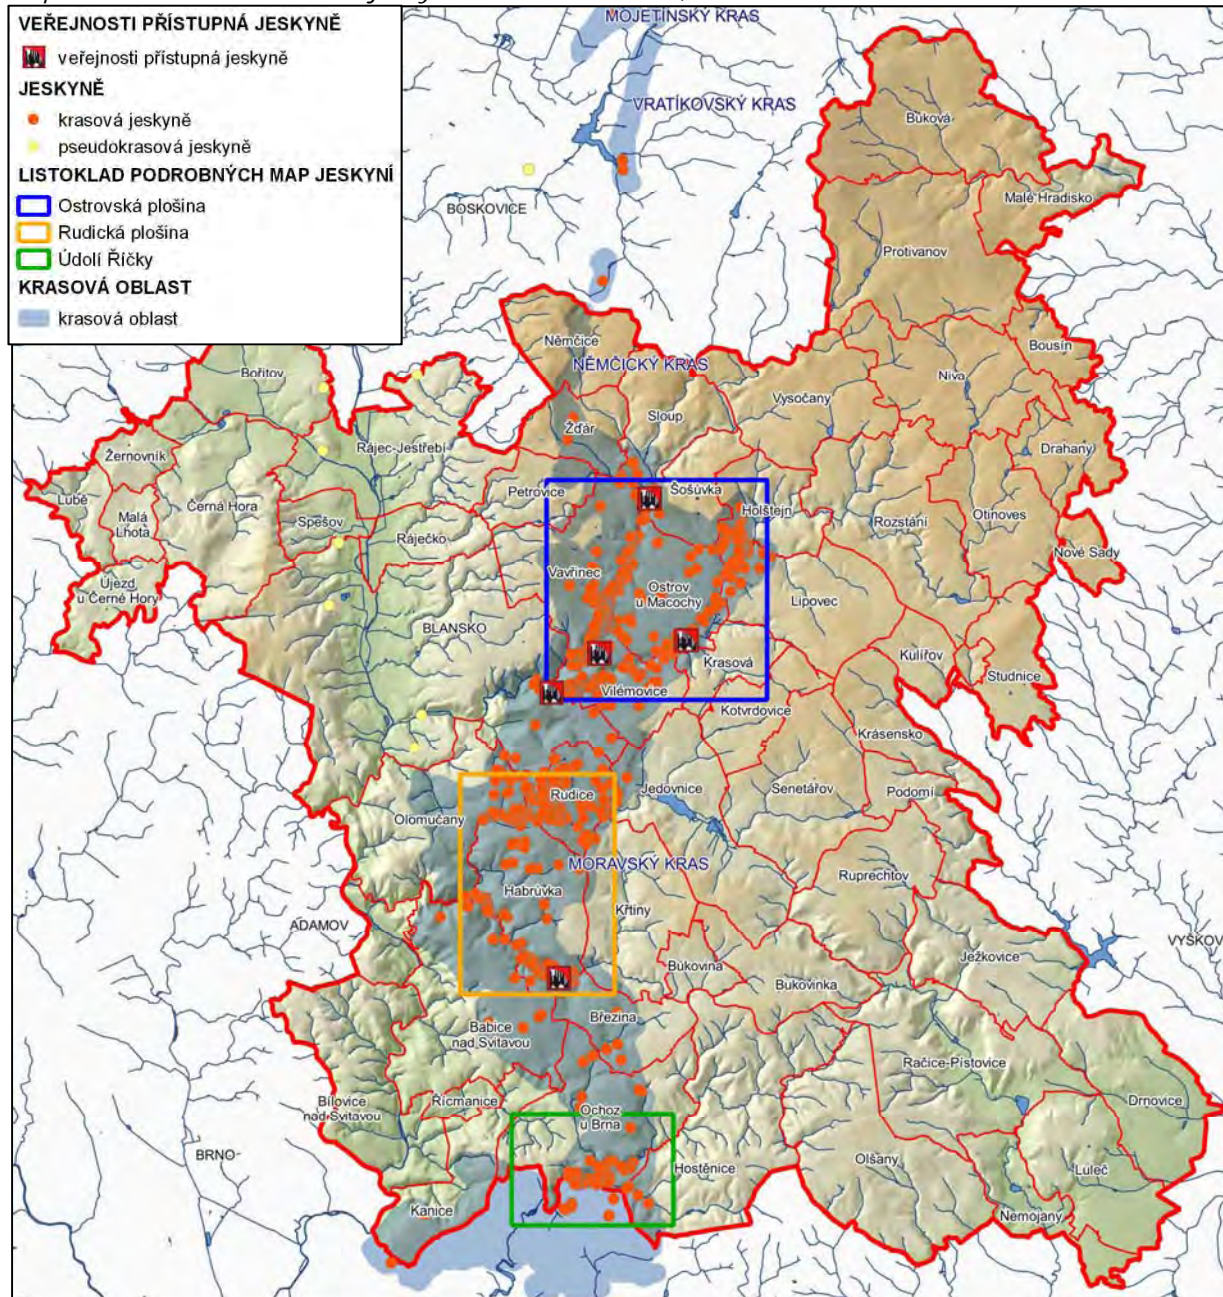 VEŘEJNOSTI PŘÍSTUPNÁ JESKYNĚ
veřejnosti přístupná jeskyně
JESKYNĚ
krasová jeskyně
pseudokrasová jeskyně
LISTOKLAD PODROBNÝCH MAP JESKYNÍ
Ostrovská plošina
Rudická plošina
Údolí Říčky
KRASOVÁ OBLAST
krasová oblast
MOJETÍNSKÝ KRAS
VRATÍKOVSKÝ KRAS
Buková
Malé Hradisko
BOSKOVICE
Protivanov
Němčice
NĚMČICKÝ KRAS
Bousín
Bořitov
Niva
Vysočany
Sloup
Žďár
Drahany
Rájec-Jestřebí
Žernovník
Petrovice
Šošůvka
Lubě
Černá Hora
Malá
Lhota
Spešov
Holštejn
Rozstání
Otinoves
Ráječko
Nové Sady
Vavřinec
Újezd
u Černé Hory
Ostrov
u Macochy
Lipovec
BLANSKO
Krasová
Kulířov
Studnice
Vilémovice
Kotvrdovice
Krásensko
Rudice
Jedovnice
Senetářov
Podomí
Olomučany
MORAVSKÝ KRAS
Ruprechtov
Habrůvka
Křtiny
ADAMOV
VYŠKOV
Ježkovice
Bukovina
Bukovinka
Březina
Babice
nad Svitavou
Račice-Pístovice
Bílovice
nad Svitavou
Řícmanice
Drnovice
Ochoz
u Brna
BRNO
Hostěnice
Olšany
Luleč
Kanice
Nemojany